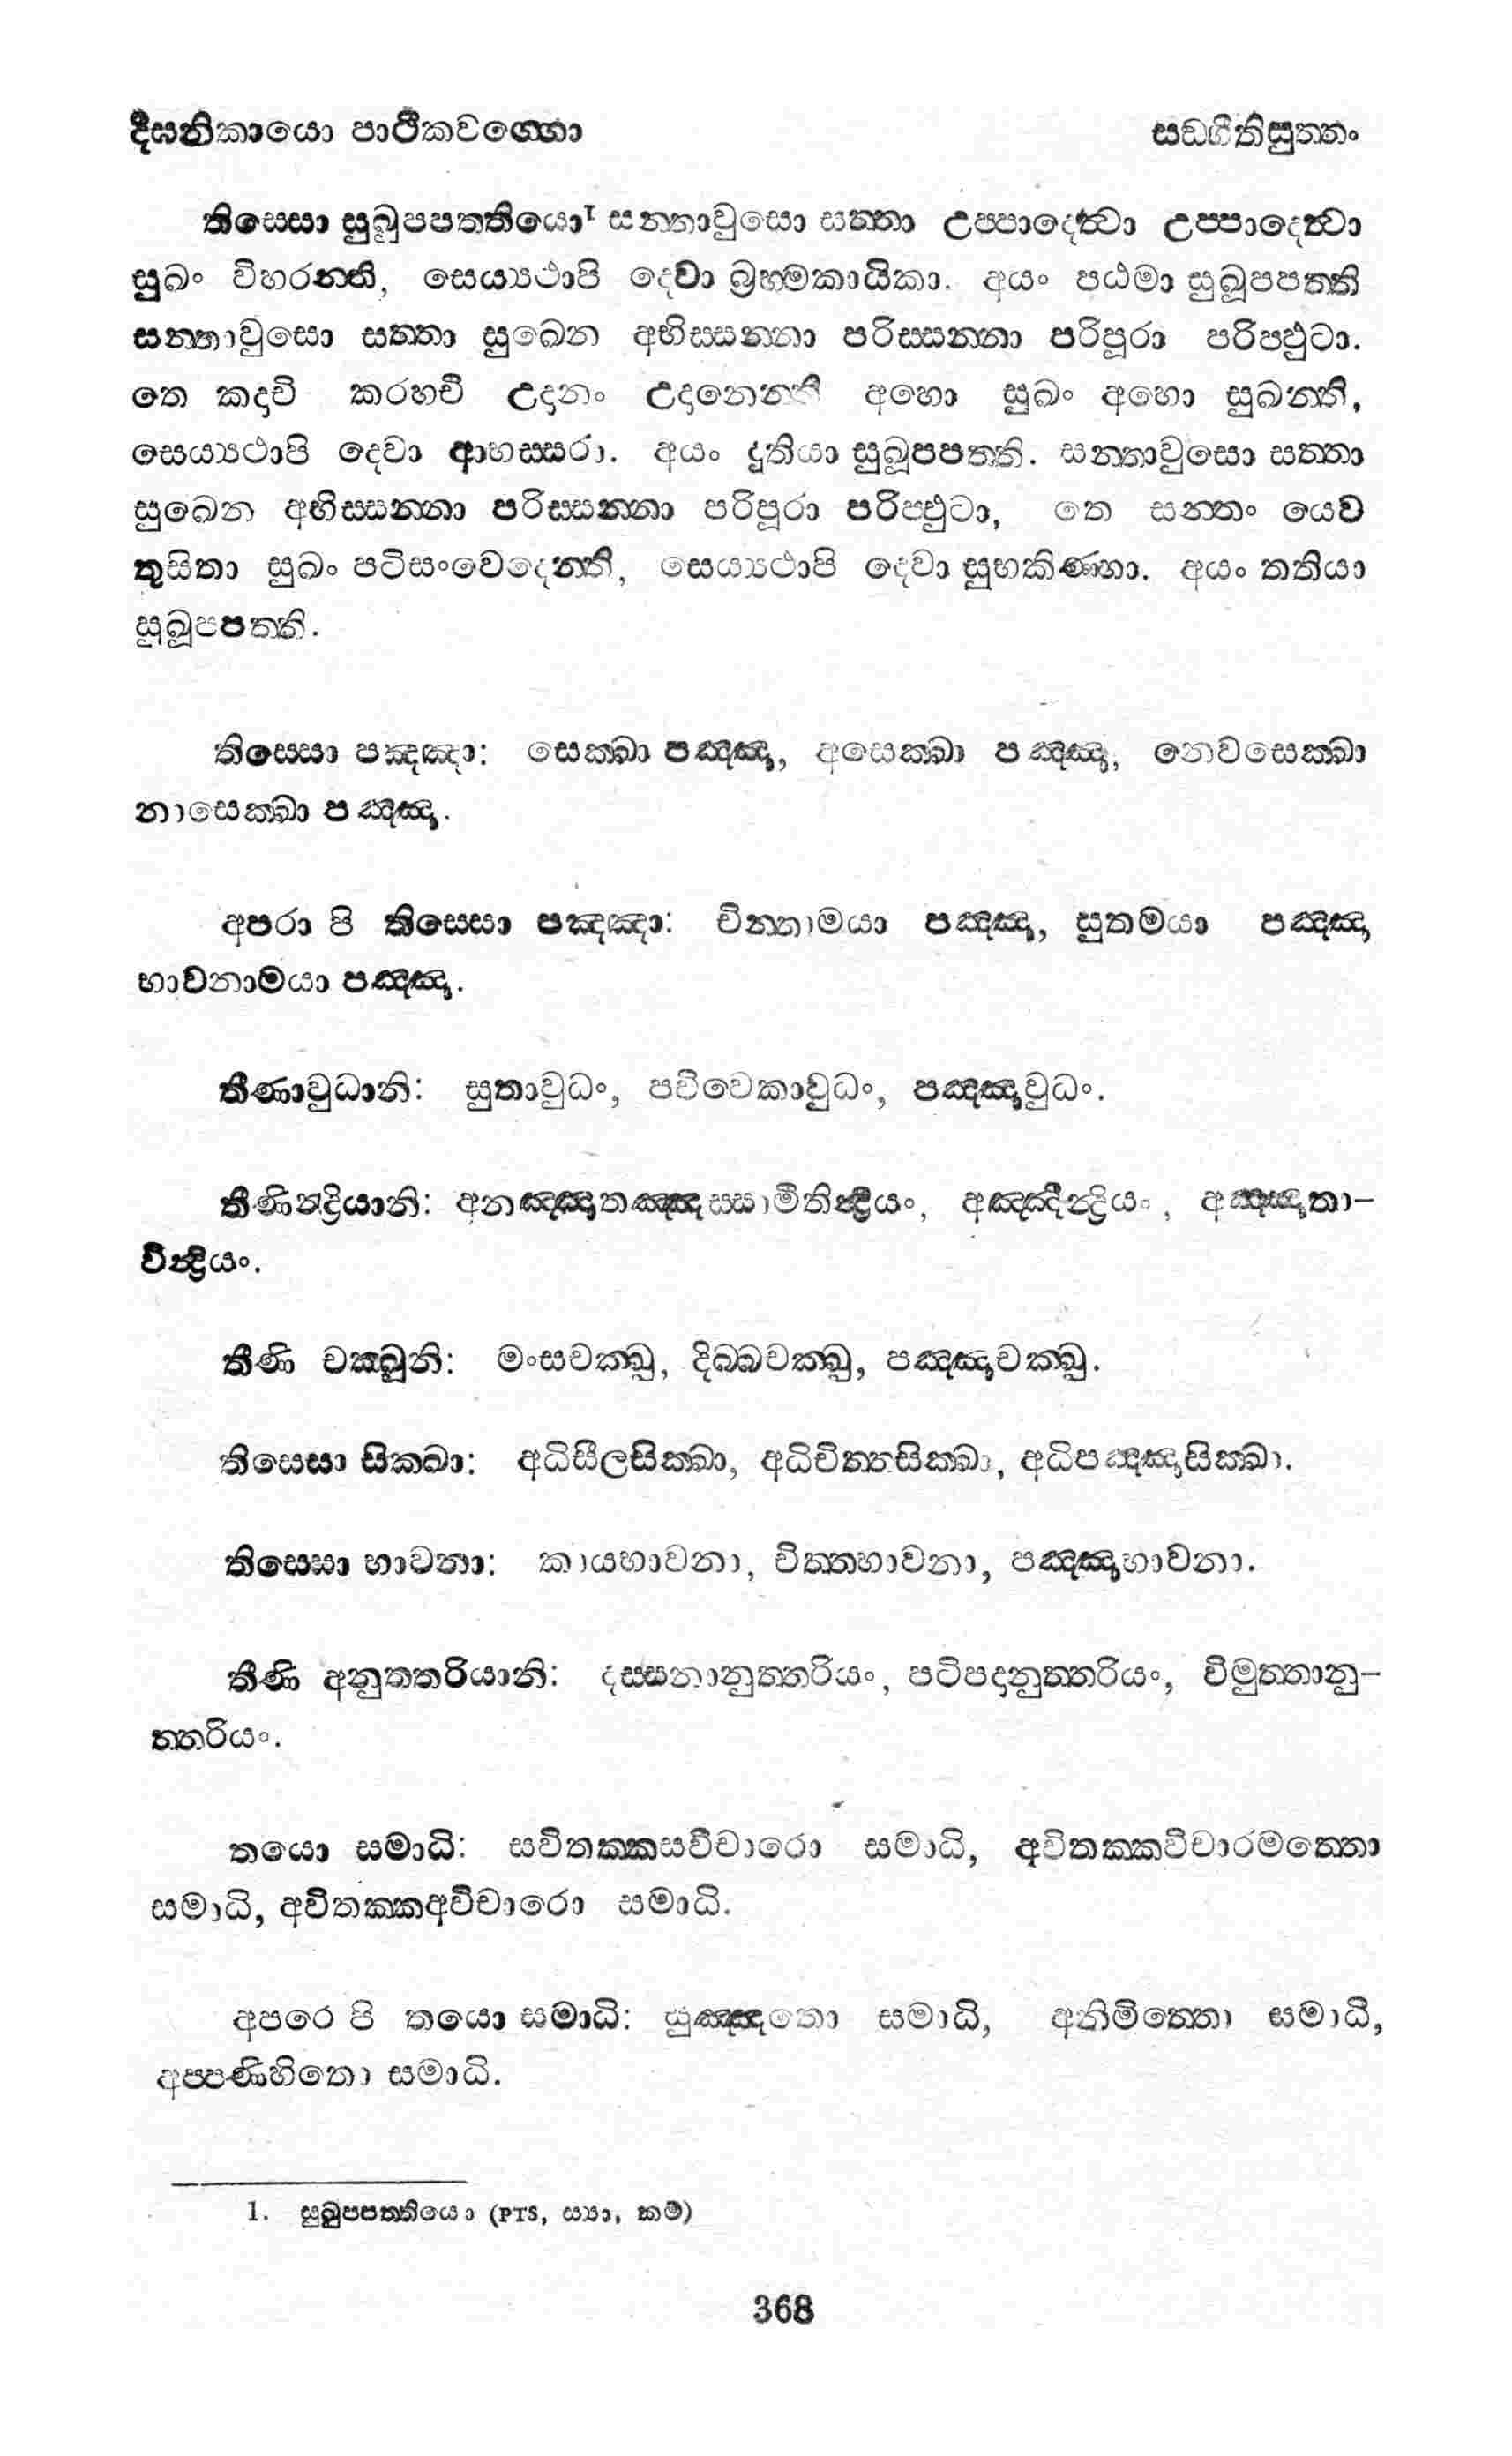 දීඝනිකායො පාථිකවග්ගො
සඞ්ගීතිසුත්තං
තිස්සො සුඛූපපත්තියො¹ සන්තාවුසො සත්තා උප්පාදෙත්වා උප්පාදෙත්වා
සුඛං විහරන්ති, සෙය්‍යථාපි දෙවා බ්‍රහ්මකායිකා. අයං පඨමා සුඛූපපත්ති
සන්තාවුසො සත්තා සුඛෙන අභිස්සන්නා පරිස්සන්නා පරිපූරා පරිප්ඵුටා.
තෙ කදාචි කරහචි උදානං උදානෙන්ති අහො සුඛං අහො සුඛන්ති,
සෙය්‍යථාපි දෙවා ආභස්සරා. අයං දුතියා සුඛූපපත්ති. සන්තාවුසො සත්තා
සුඛෙන අභිස්සන්නා පරිස්සන්නා පරිපූරා පරිප්ඵුටා, තෙ සන්තං යෙව
තුසිතා සුඛං පටිසංවෙදෙන්ති, සෙය්‍යථාපි දෙවා සුභකිණ්හා. අයං තතියා
සුඛූපපත්ති.
තිස්සො පඤ්ඤා: සෙක්ඛා පඤ්ඤා, අසෙක්ඛා පඤ්ඤා, නෙවසෙක්ඛා
නාසෙක්ඛා පඤ්ඤා.
අපරා පි තිස්සො පඤ්ඤා: චින්තාමයා පඤ්ඤා, සුතමයා පඤ්ඤා
භාවනාමයා පඤ්ඤා.
තීණාවුධානි: සුතාවුධං, පවිවෙකාවුධං, පඤ්ඤාවුධං.
තීණින්ද්‍රියානි: අනඤ්ඤාතඤ්ඤස්සාමීතින්ද්‍රියං, අඤ්ඤින්ද්‍රියං, අඤ්ඤාතා-
වින්ද්‍රියං.
තීණි චක්ඛූනි: මංසචක්ඛු, දිබ්බචක්ඛු, පඤ්ඤාචක්ඛු.
තිස්සො සික්ඛා: අධිසීලසික්ඛා, අධිචිත්තසික්ඛා, අධිපඤ්ඤාසික්ඛා.
තිස්සො භාවනා: කායභාවනා, චිත්තභාවනා, පඤ්ඤාභාවනා.
තීණි අනුත්තරියානි: දස්සනානුත්තරියං, පටිපදානුත්තරියං, විමුත්තානු-
ත්තරියං.
තයො සමාධි: සවිතක්කසවිචාරො සමාධි, අවිතක්කවිචාරමත්තො
සමාධි, අවිතක්කඅවිචාරො සමාධි.
අපරෙ පි තයො සමාධි: සුඤ්ඤතො සමාධි, අනිමිත්තො සමාධි,
අප්පණිහිතො සමාධි.
1. සුඛුපපත්තියො (PTS, ස්‍යා, කම්)
368